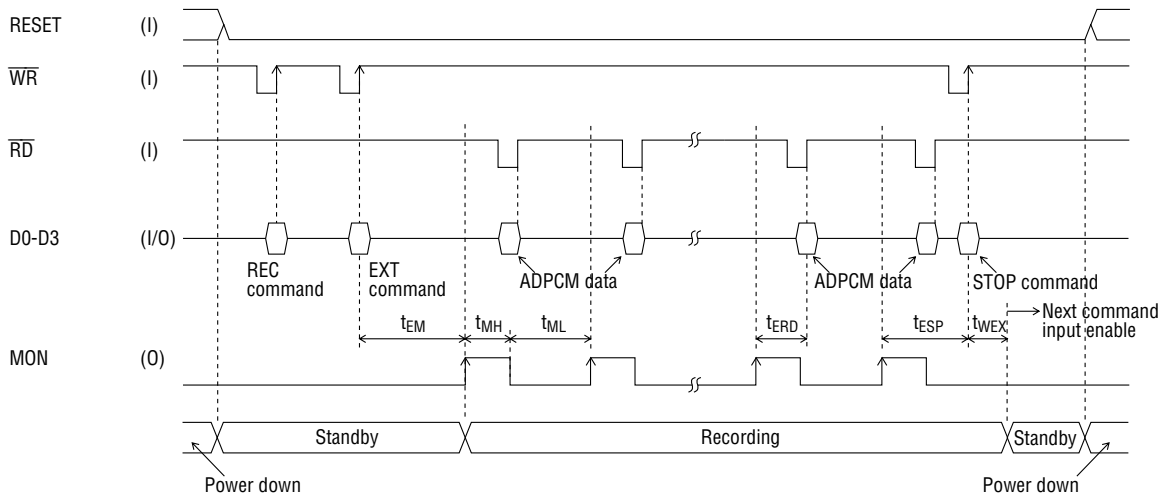 RESET (I)
WR (I)
RD (I)
D0-D3 (I/O)
REC command
EXT command
ADPCM data
ADPCM data
STOP command
tEM tMH tML tERD tESP tWEX
Next command input enable
MON (O)
Standby Recording Standby
Power down Power down